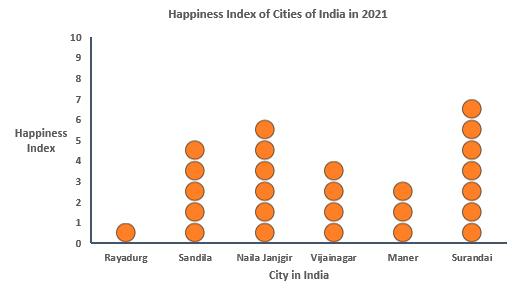 Happiness Index of Cities of India in 2021
10
9
8
7
6
5
4
3
2
1
0
Happiness
Index
Rayadurg Sandila Naila Janjgir Vijainagar Maner Surandai
City in India